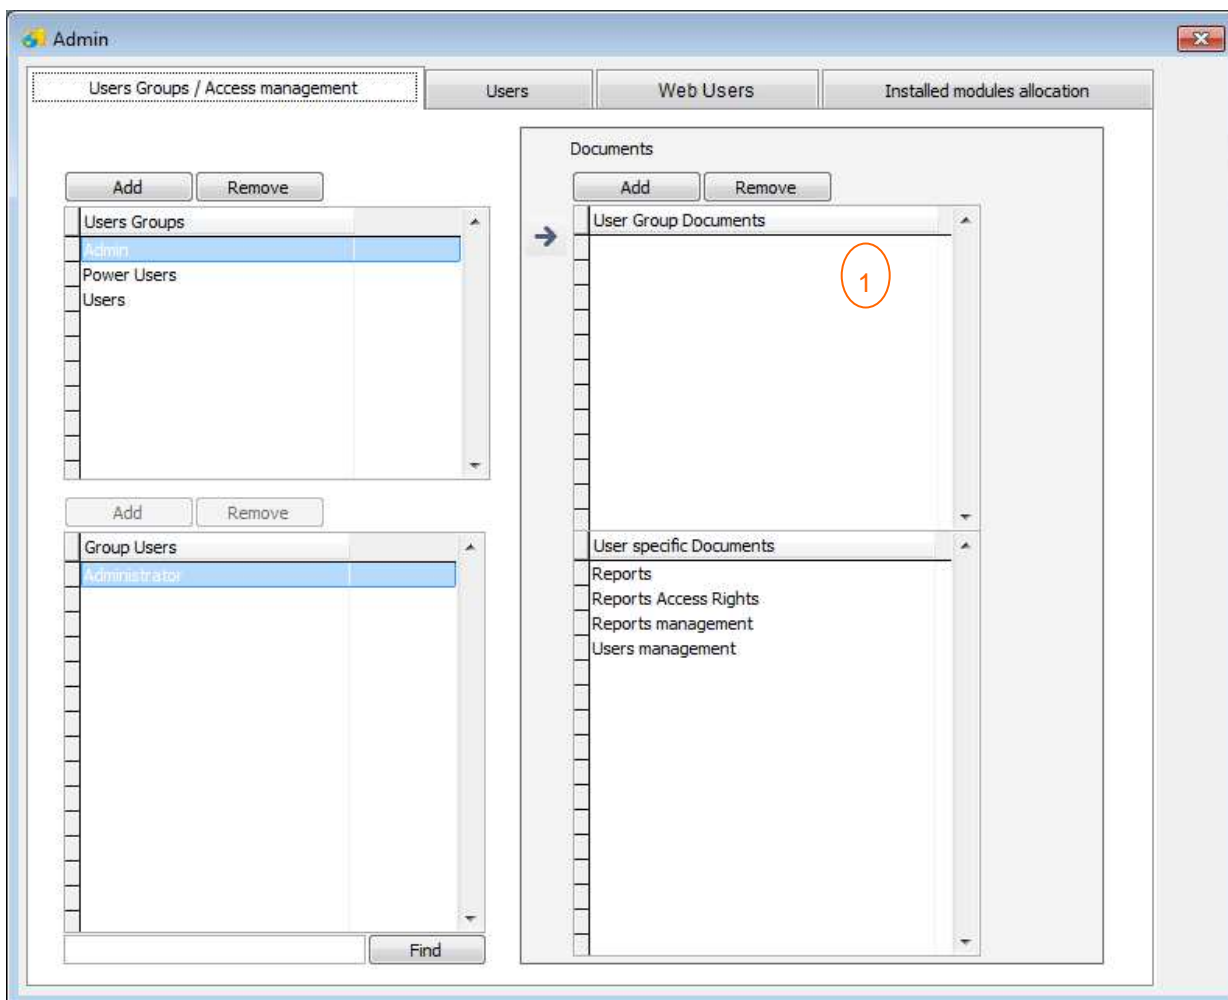 Admin
Users Groups / Access management
Users
Web Users
Installed modules allocation
Add
Remove
Users Groups
Admin
Power Users
Users
Add
Remove
Group Users
Administrator
Find
Documents
Add
Remove
User Group Documents
1
User specific Documents
Reports
Reports Access Rights
Reports management
Users management